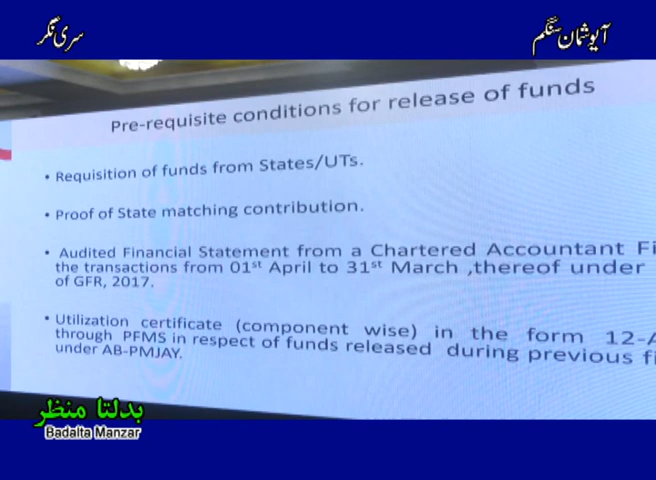 سری نگر
آیوشمان سنگم
Pre-requisite conditions for release of funds
• Requisition of funds from States/UTs.
• Proof of State matching contribution.
• Audited Financial Statement from a Chartered Accountant Fi
the transactions from 01st April to 31st March ,thereof under
of GFR, 2017.
• Utilization certificate (component wise) in the form 12-A
through PFMS in respect of funds released during previous fi
under AB-PMJAY.
بدلتا منظر
Badalta Manzar